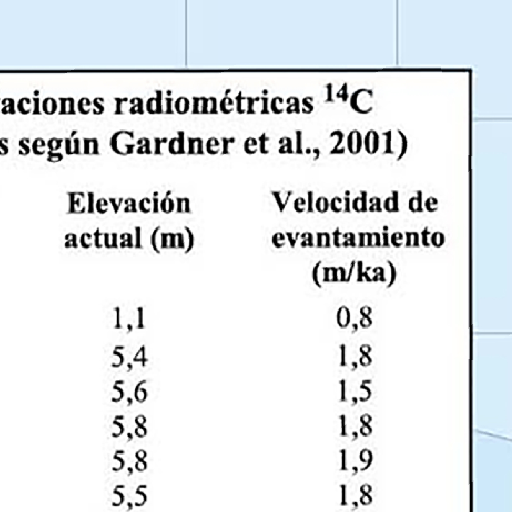 aciones radiométricas ¹⁴C
s según Gardner et al., 2001)
Elevación Velocidad de
actual (m) evantamiento
(m/ka)
1,1 0,8
5,4 1,8
5,6 1,5
5,8 1,8
5,8 1,9
5,5 1,8